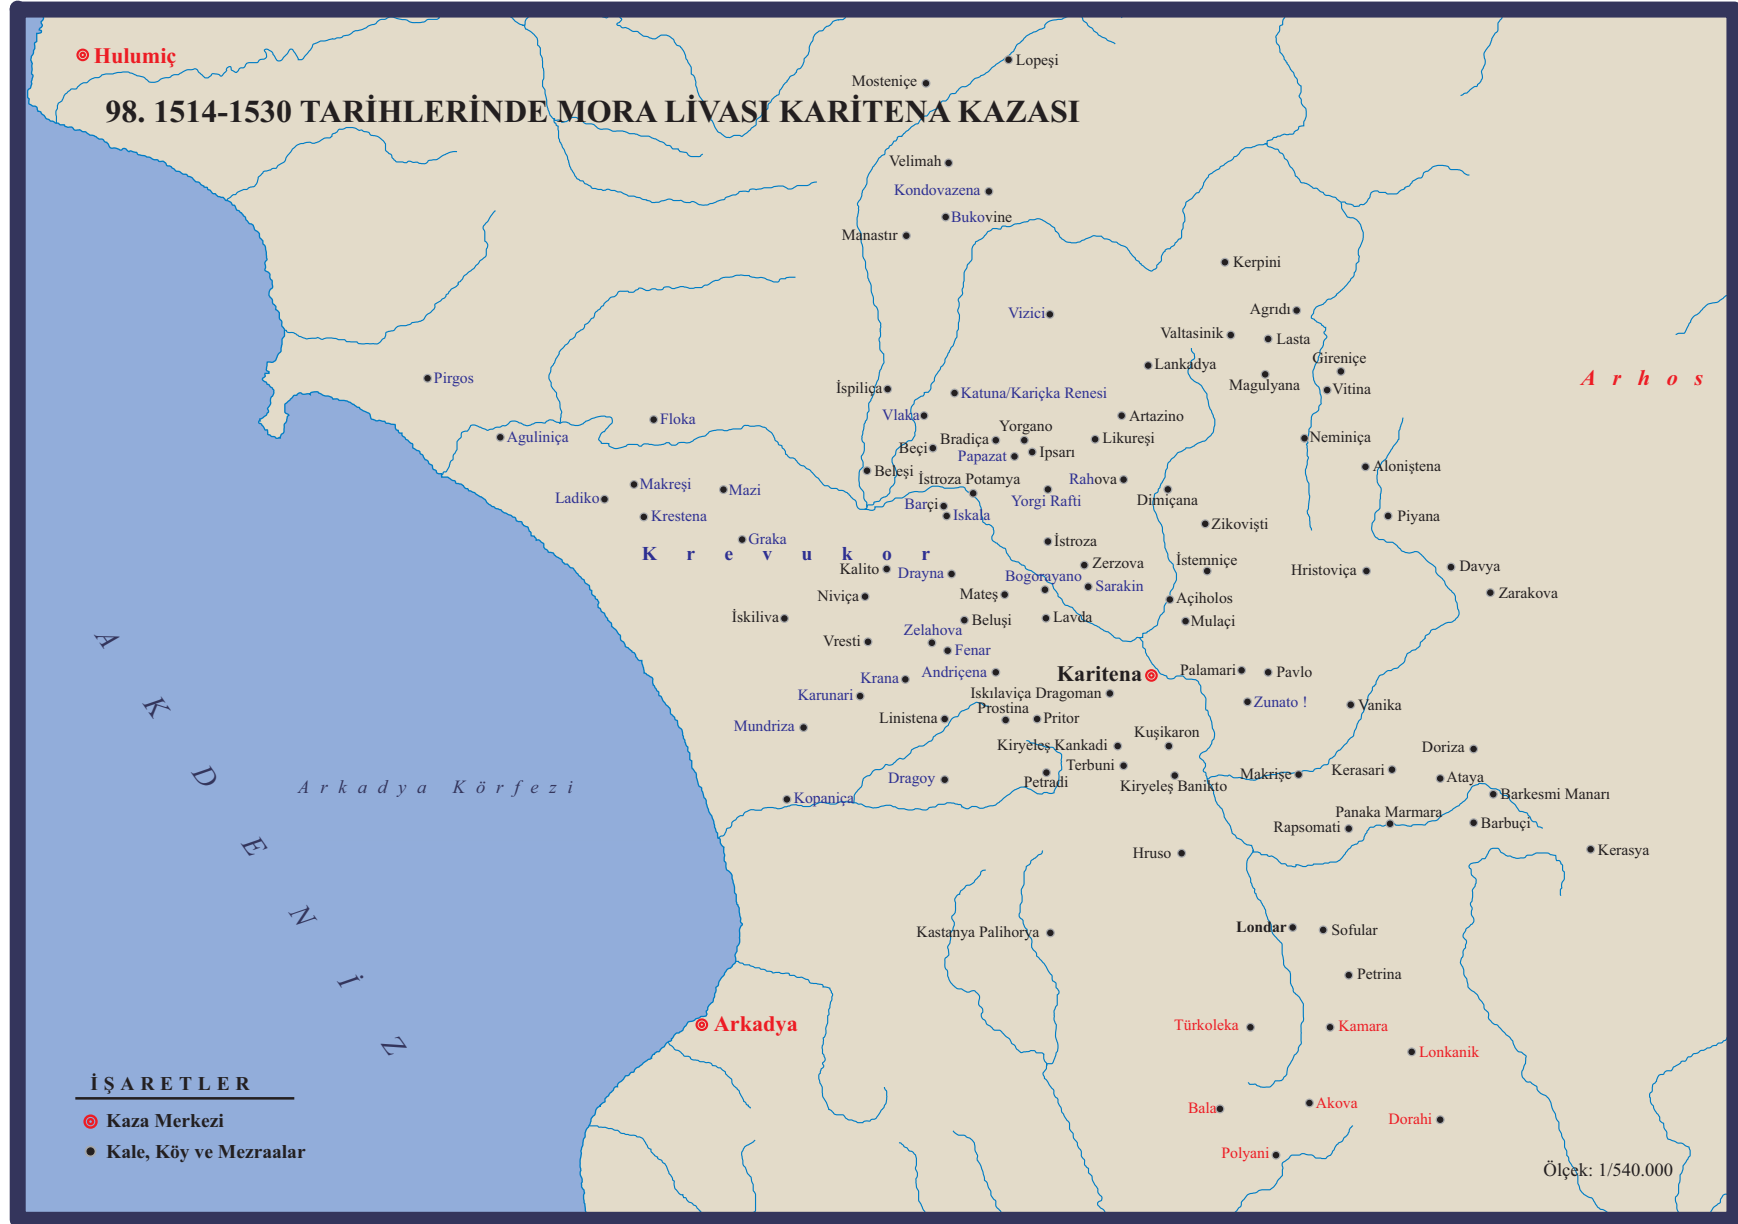 Hulumiç
Lopeşi
Mosteniçe
98. 1514-1530 TARİHLERİNDE MORA LİVASI KARİTENA KAZASI
Velimah
Kondovazena
Bukovine
Manastır
Kerpini
Vizici
Agrıdı
Valtasinik
Lasta
Gireniçe
Lankadya
Pirgos
Magulyana
Arhos
İspiliça
Katuna/Kariçka Renesi
Vitina
Vlaka
Artazino
Floka
Yorgano
Aguliniça
Bradiça
Likureşi
Neminiça
Beçi
Papazat
Ipsarı
Aloniştena
Beleşi
İstroza Potamya
Rahova
Makreşi
Mazi
Ladiko
Yorgi Rafti
Dimiçana
Barçi
Iskala
Krestena
Piyana
Zikovişti
Graka
İstroza
Krevukor
Kalito
Drayna
Zerzova
İstemniçe
Bogorayano
Hristoviça
Davya
Sarakin
Niviça
Mateş
Zarakova
Açiholos
İskiliva
Beluşi
Lavda
Mulaçi
Zelahova
Vresti
Fenar
AKDENİZ
Andriçena
Karitena
Palamari
Pavlo
Krana
Karunari
Iskılaviça Dragoman
Zunato !
Vanika
Prostina
Linistena
Pritor
Mundriza
Kuşikaron
Kiryeleş Kankadi
Doriza
Terbuni
Makrişe
Kerasari
Dragoy
Petradi
Ataya
Kiryeleş Banikto
Arkadya Körfezi
Kopaniça
Barkesmi Manarı
Panaka Marmara
Rapsomati
Barbuçi
Hruso
Kerasya
Kastanya Palihorya
Londar
Sofular
Petrina
Arkadya
Türkoleka
Kamara
Lonkanik
İŞARETLER
Bala
Akova
Kaza Merkezi
Dorahi
Kale, Köy ve Mezraalar
Polyani
Ölçek: 1/540.000